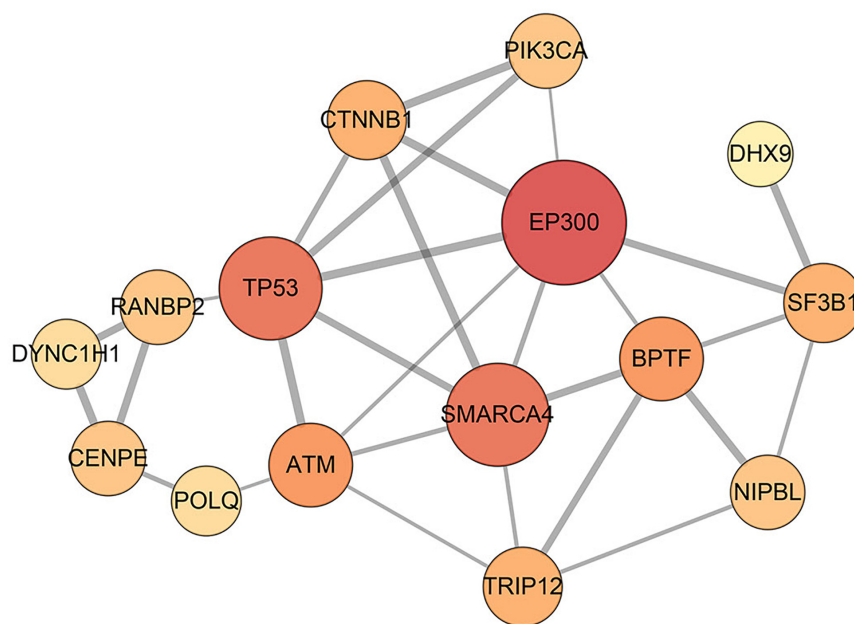 PIK3CA
CTNNB1
DHX9
EP300
TP53
RANBP2
SF3B1
DYNC1H1
BPTF
SMARCA4
CENPE
ATM
POLQ
NIPBL
TRIP12